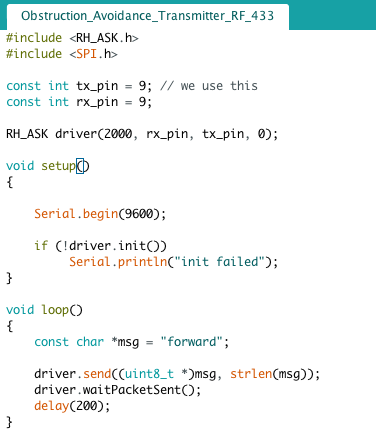 Obstruction_Avoidance_Transmitter_RF_433
#include <RH_ASK.h>
#include <SPI.h>
const int tx_pin = 9; // we use this
const int rx_pin = 9;
RH_ASK driver(2000, rx_pin, tx_pin, 0);
void setup()
{
Serial.begin(9600);
if (!driver.init())
Serial.println("init failed");
}
void loop()
{
const char *msg = "forward";
driver.send((uint8_t *)msg, strlen(msg));
driver.waitPacketSent();
delay(200);
}